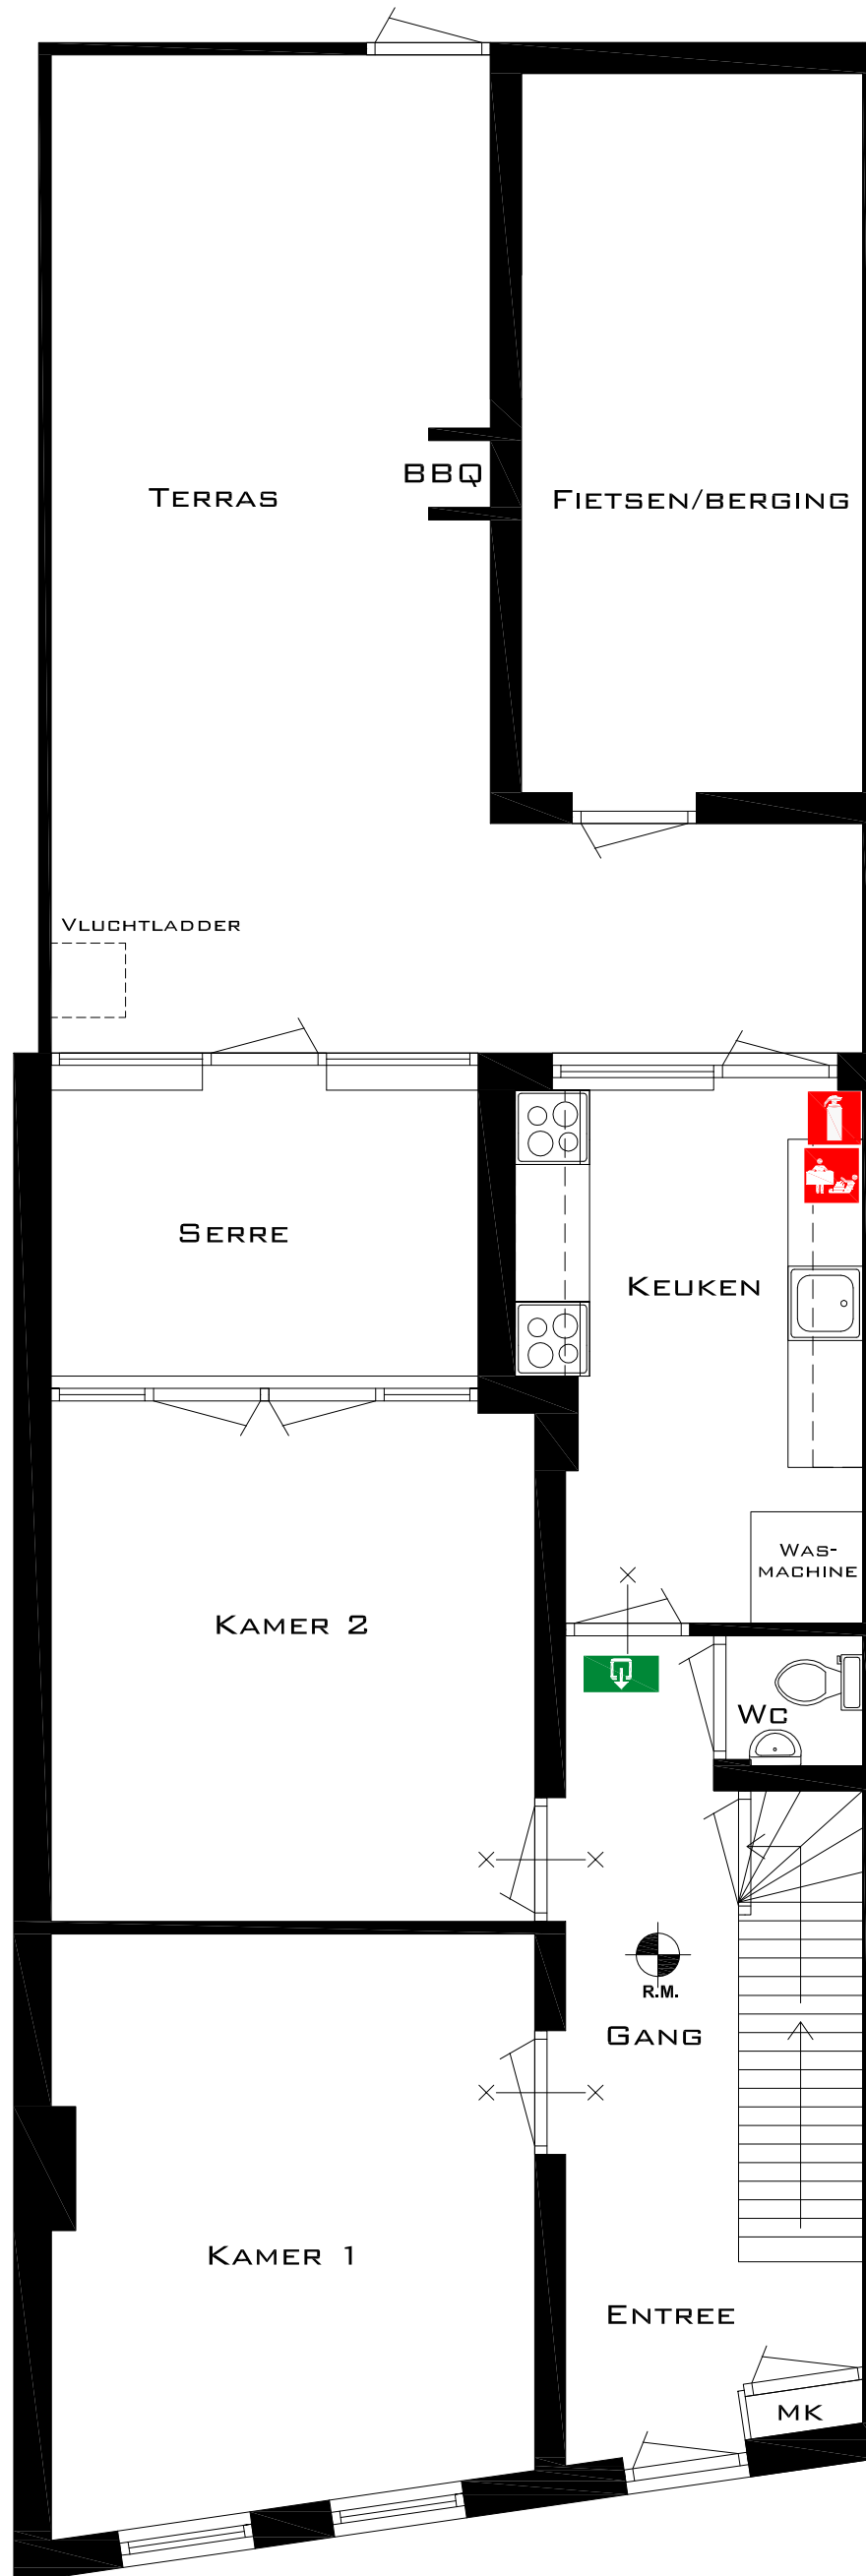 BBQ
TERRAS
FIETSEN/BERGING
VLUCHTLADDER
SERRE
KEUKEN
WAS-
MACHINE
KAMER 2
WC
R.M.
GANG
KAMER 1
ENTREE
MK